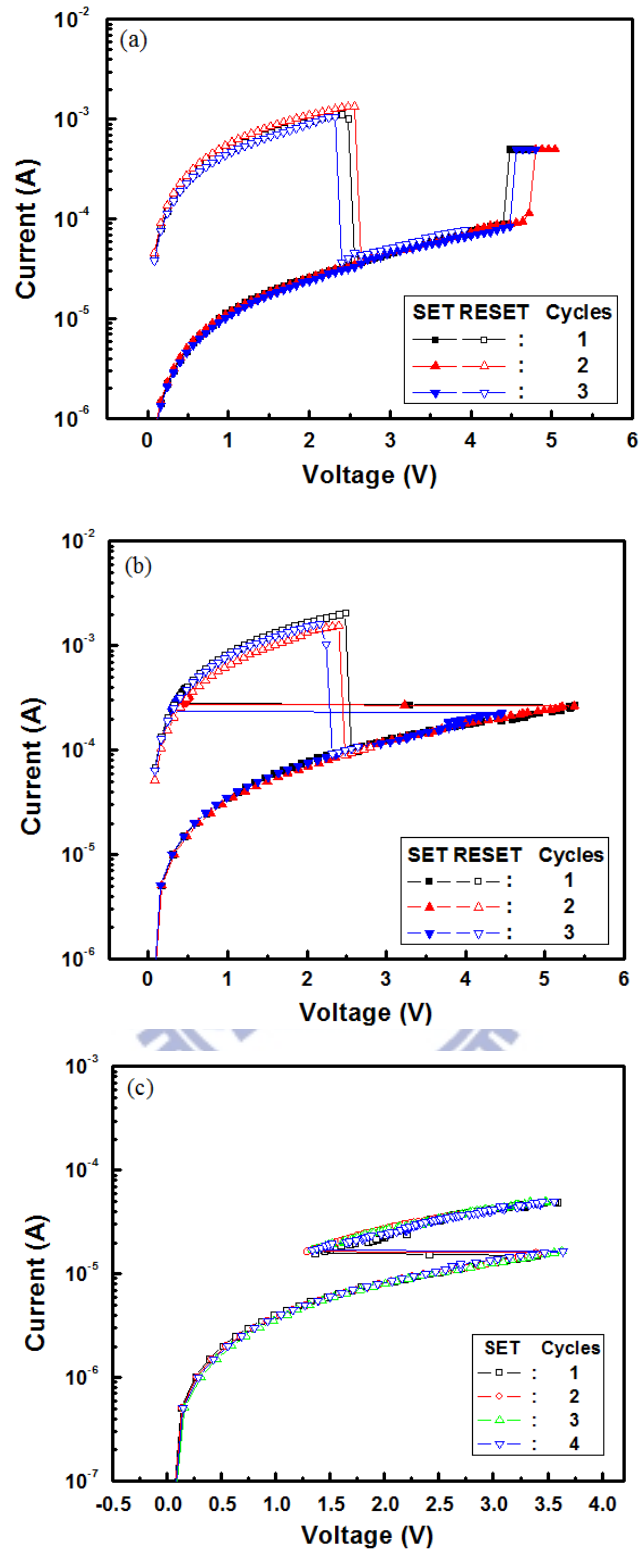 (a)
10-2
10-3
10-4
10-5
10-6
Current (A)
SET RESET Cycles
: 1
: 2
: 3
0 1 2 3 4 5 6
Voltage (V)
(b)
10-2
10-3
10-4
10-5
10-6
Current (A)
SET RESET Cycles
: 1
: 2
: 3
0 1 2 3 4 5 6
Voltage (V)
(c)
10-3
10-4
10-5
10-6
10-7
Current (A)
SET Cycles
: 1
: 2
: 3
: 4
-0.5 0.0 0.5 1.0 1.5 2.0 2.5 3.0 3.5 4.0
Voltage (V)